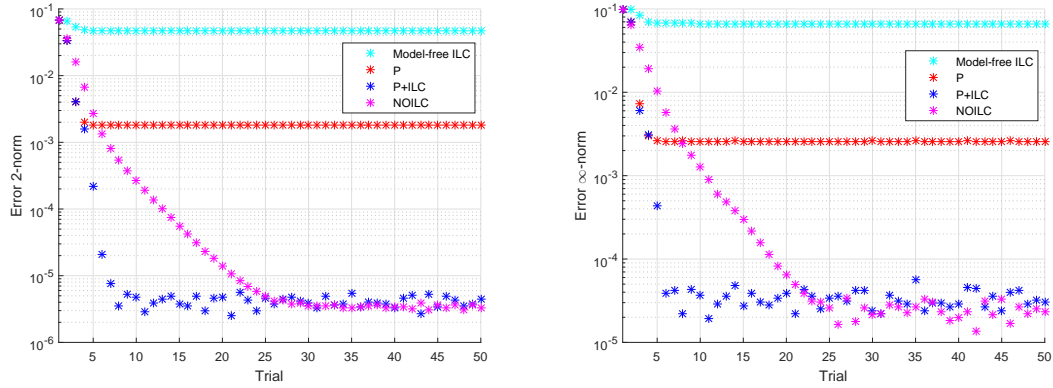 10^-1
10^-2
10^-3
10^-4
10^-5
10^-6
Error 2-norm
5 10 15 20 25 30 35 40 45 50
Trial
Model-free ILC
P
P+ILC
NOILC
10^-1
10^-2
10^-3
10^-4
10^-5
Error ∞-norm
5 10 15 20 25 30 35 40 45 50
Trial
Model-free ILC
P
P+ILC
NOILC